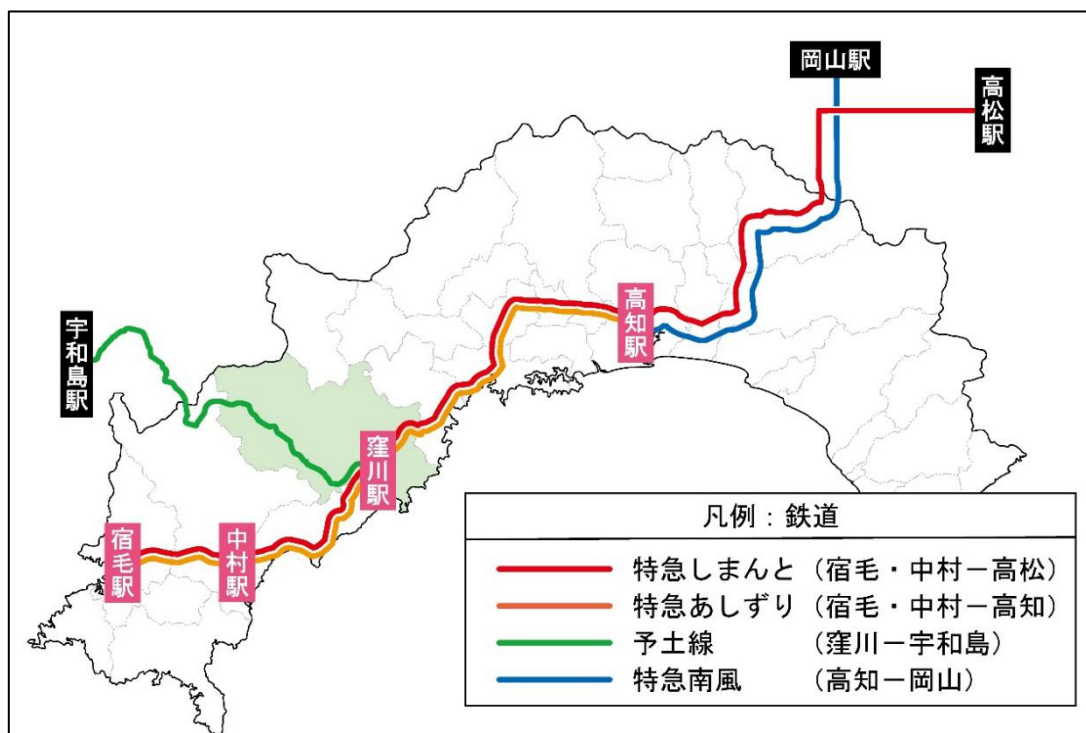 岡山駅
高松駅
高知駅
宇和島駅
窪川駅
宿毛駅
中村駅
凡例：鉄道
特急しまんと（宿毛・中村－高松）
特急あしずり（宿毛・中村－高知）
予土線　　　（窪川－宇和島）
特急南風　　（高知－岡山）